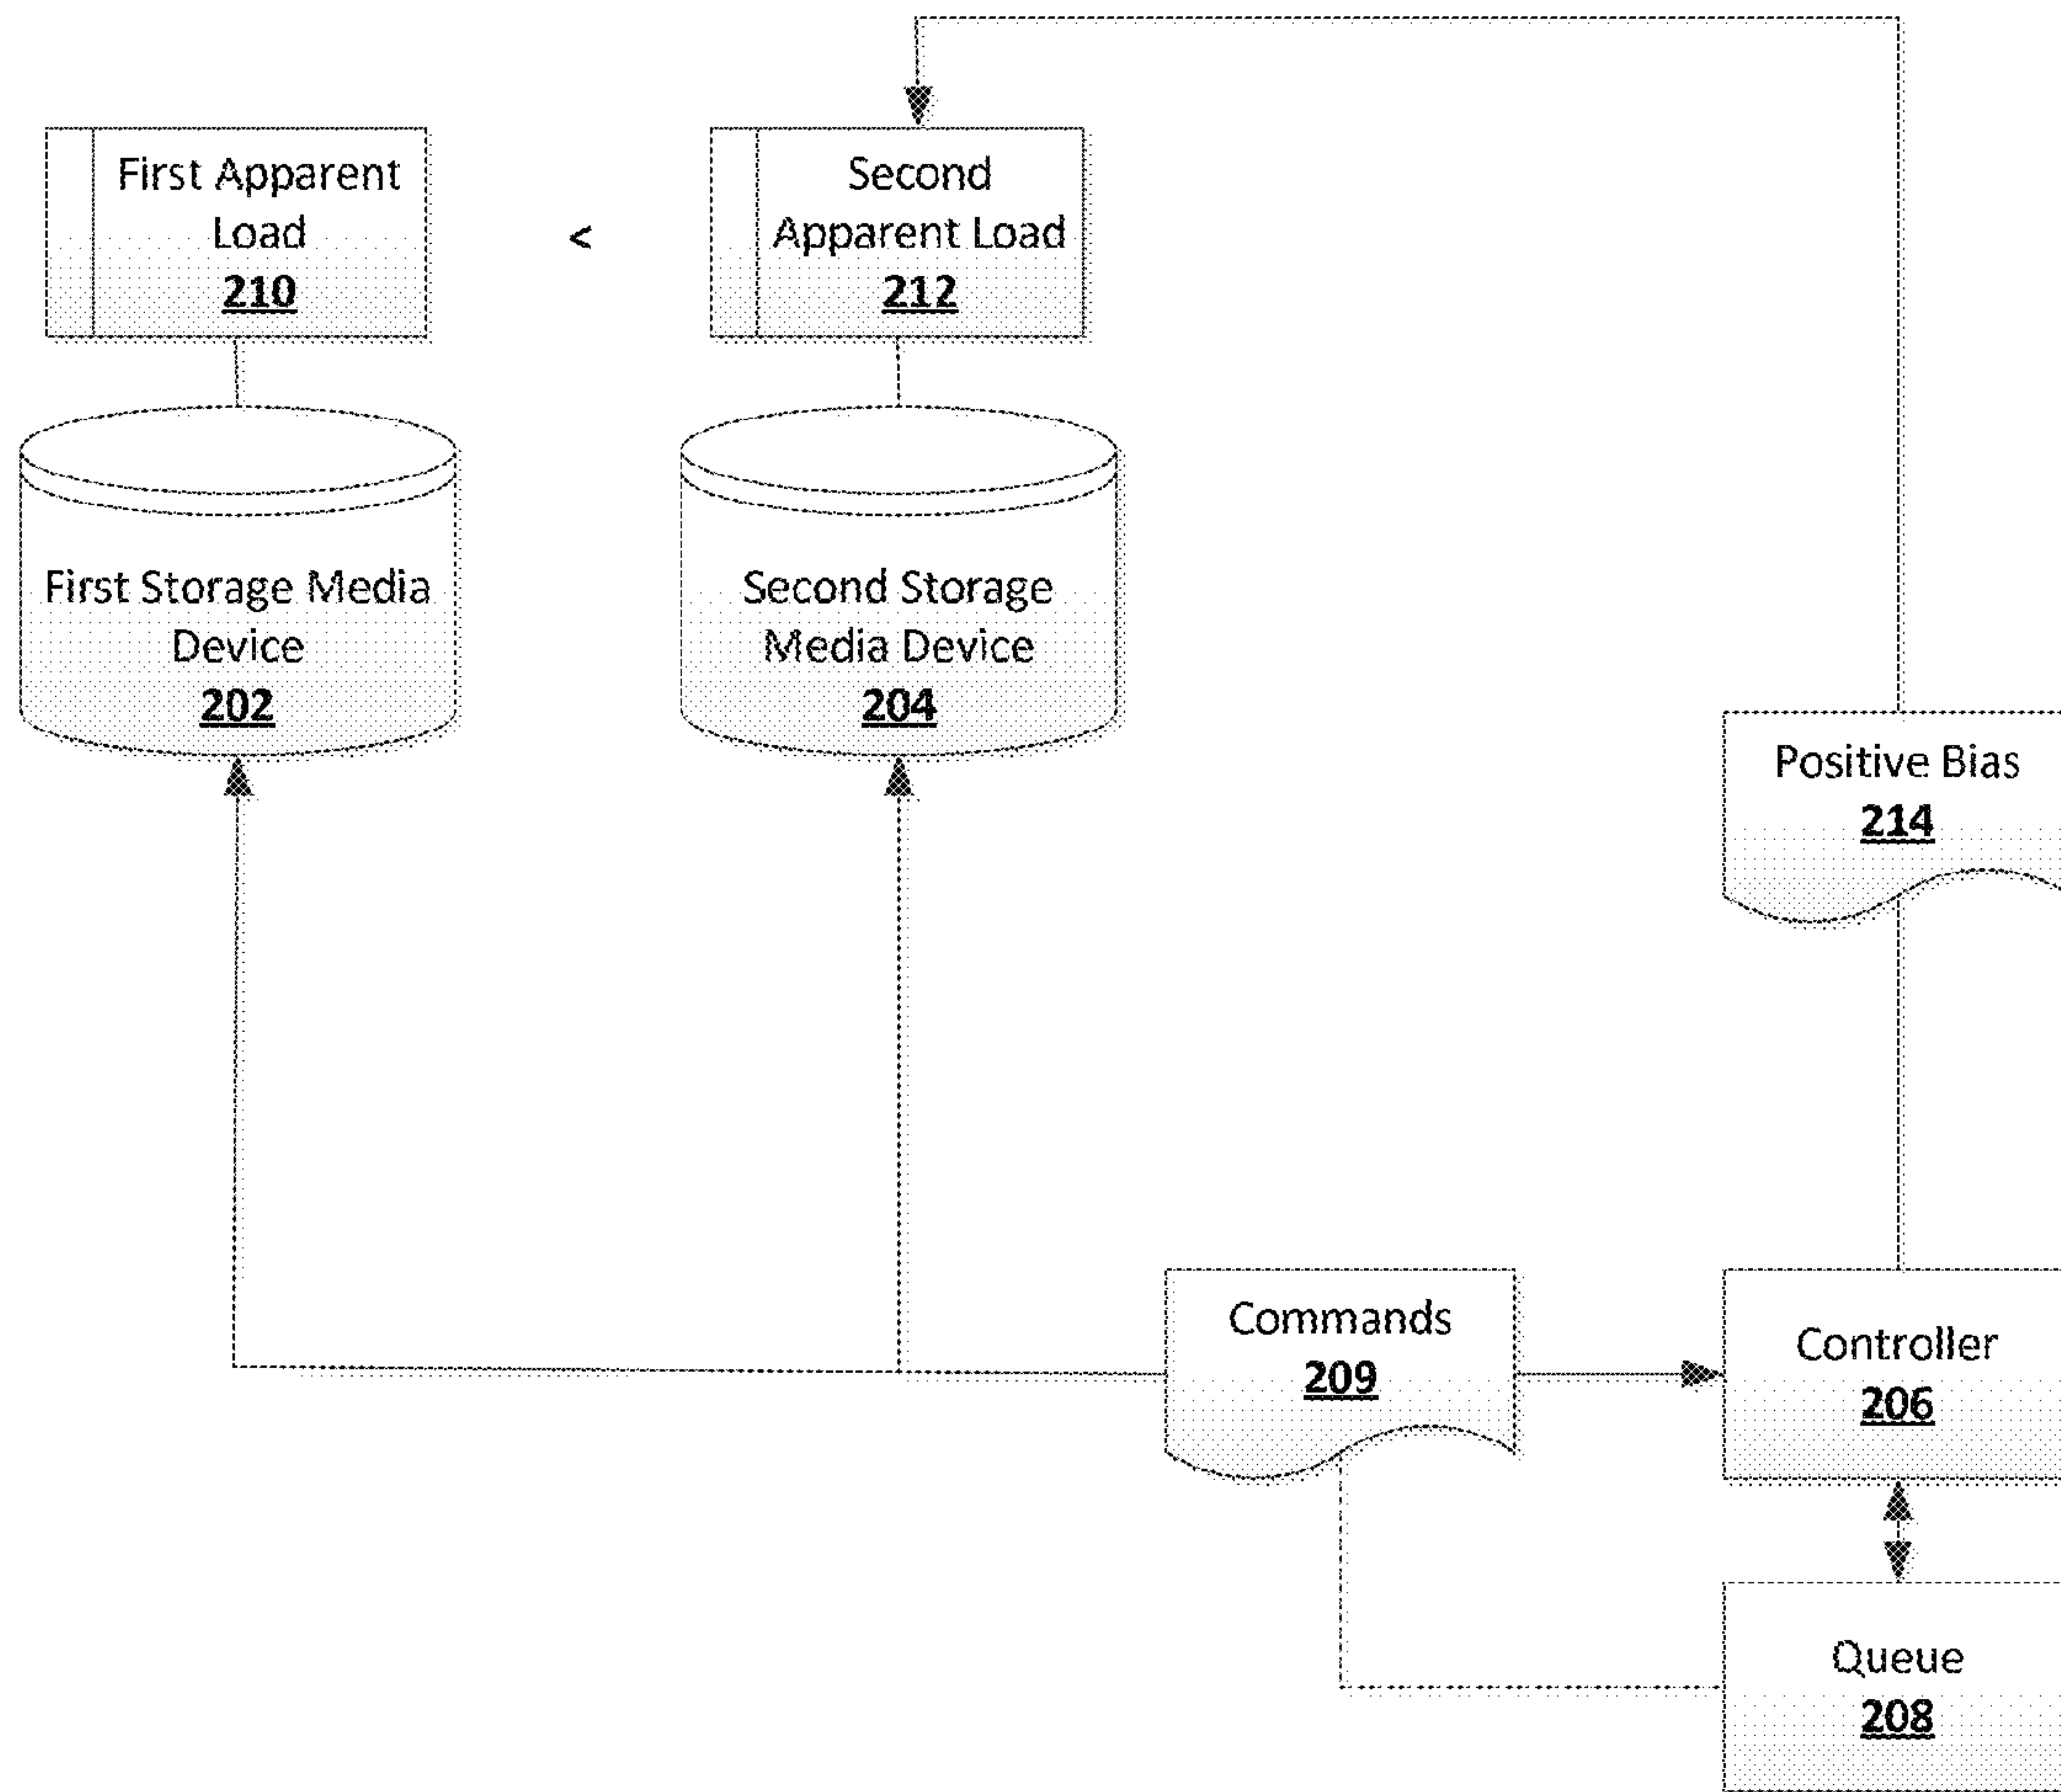 First Apparent
Load
210
<
Second
Apparent Load
212
First Storage Media
Device
202
Second Storage
Media Device
204
Positive Bias
214
Commands
209
Controller
206
Queue
208